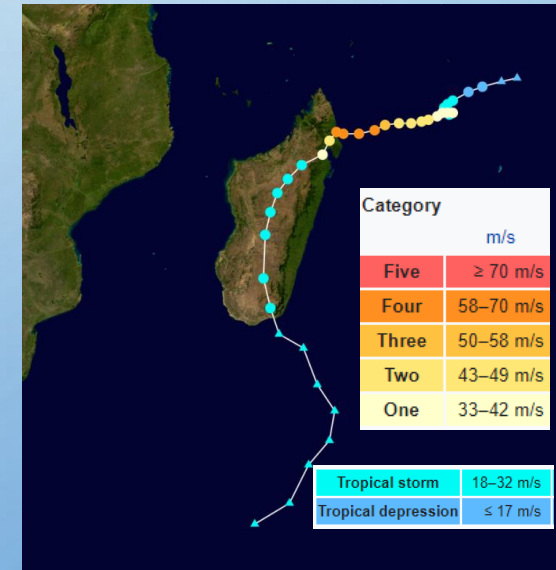 Category
m/s
Five ≥ 70 m/s
Four 58–70 m/s
Three 50–58 m/s
Two 43–49 m/s
One 33–42 m/s
Tropical storm 18–32 m/s
Tropical depression ≤ 17 m/s